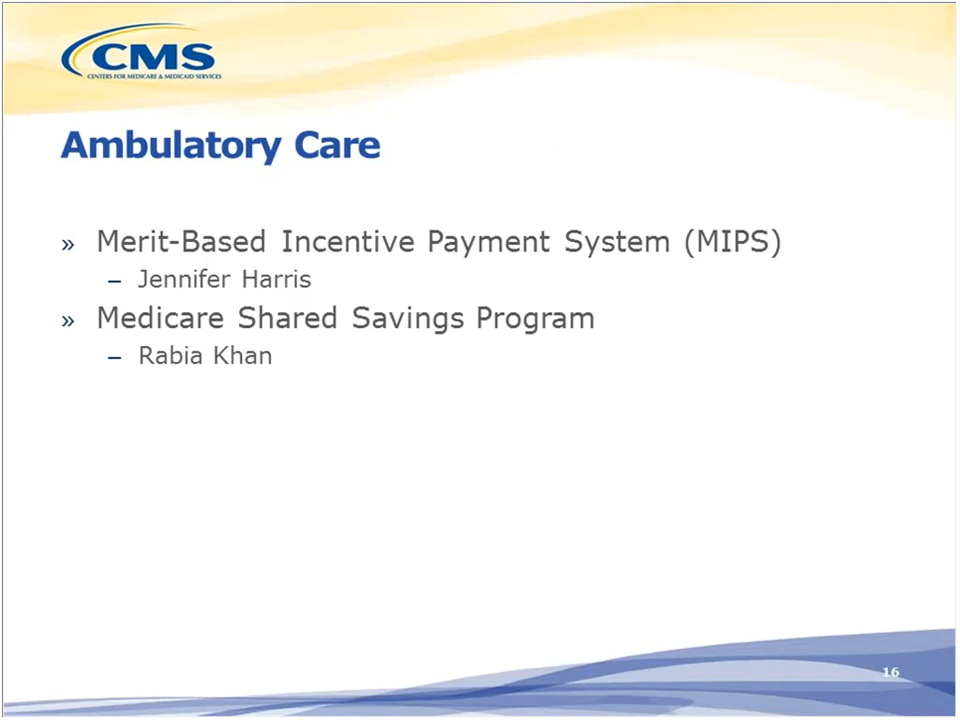 CMS
CENTERS FOR MEDICARE & MEDICAID SERVICES
Ambulatory Care
» Merit-Based Incentive Payment System (MIPS)
– Jennifer Harris
» Medicare Shared Savings Program
– Rabia Khan
16